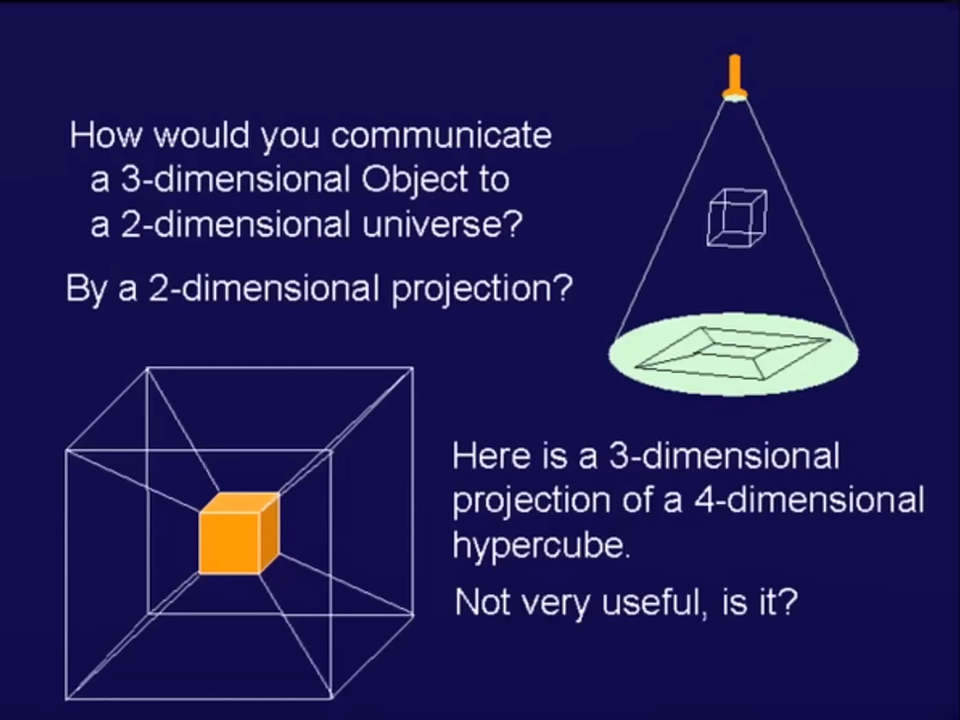 How would you communicate
a 3-dimensional Object to
a 2-dimensional universe?
By a 2-dimensional projection?
Here is a 3-dimensional
projection of a 4-dimensional
hypercube.
Not very useful, is it?